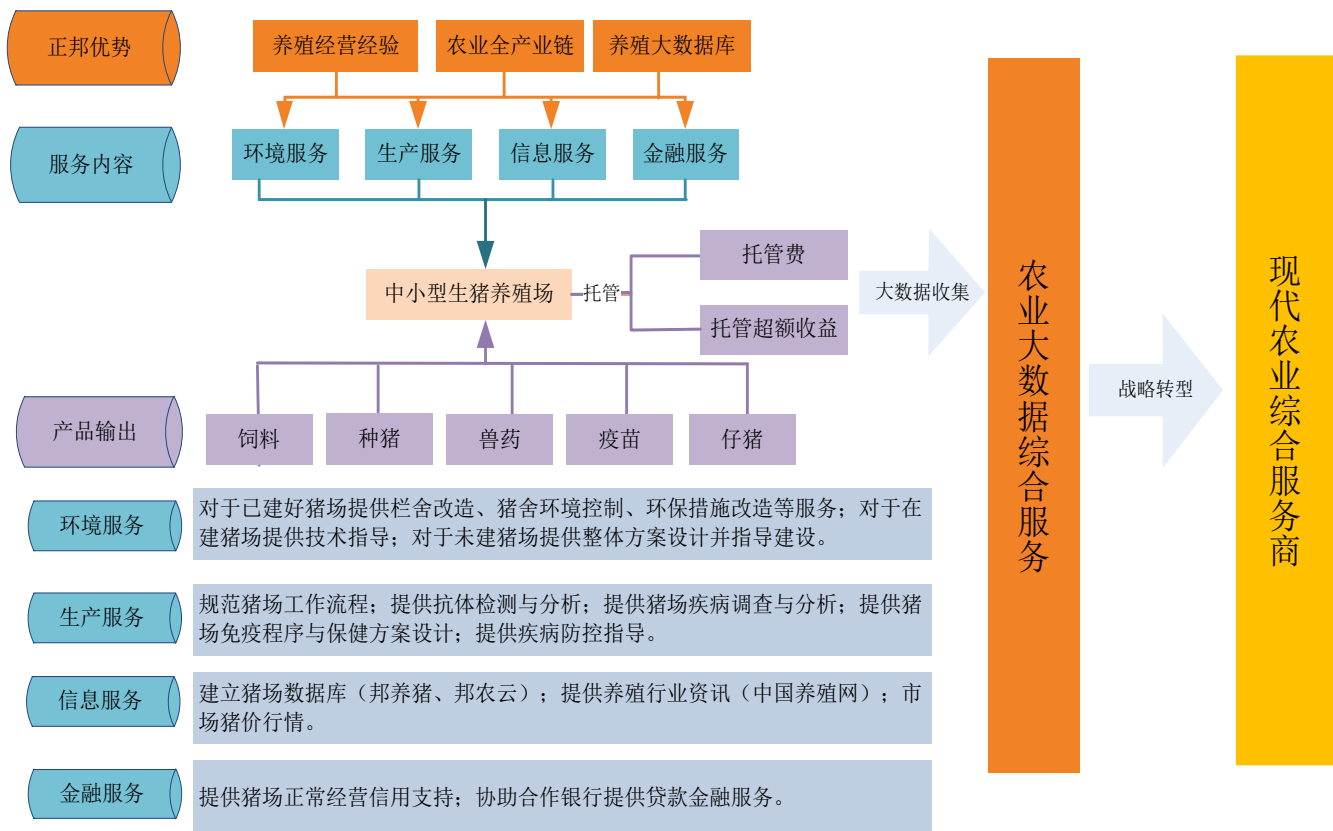 正邦优势
养殖经营经验
农业全产业链
养殖大数据库
服务内容
环境服务
生产服务
信息服务
金融服务
中小型生猪养殖场
托管
托管费
托管超额收益
大数据收集
农业大数据综合服务
战略转型
现代农业综合服务商
产品输出
饲料
种猪
兽药
疫苗
仔猪
环境服务
对于已建好猪场提供栏舍改造、猪舍环境控制、环保措施改造等服务；对于在
建猪场提供技术指导；对于未建猪场提供整体方案设计并指导建设。
生产服务
规范猪场工作流程；提供抗体检测与分析；提供猪场疾病调查与分析；提供猪
场免疫程序与保健方案设计；提供疾病防控指导。
信息服务
建立猪场数据库（邦养猪、邦农云）；提供养殖行业资讯（中国养殖网）；市
场猪价行情。
金融服务
提供猪场正常经营信用支持；协助合作银行提供贷款金融服务。